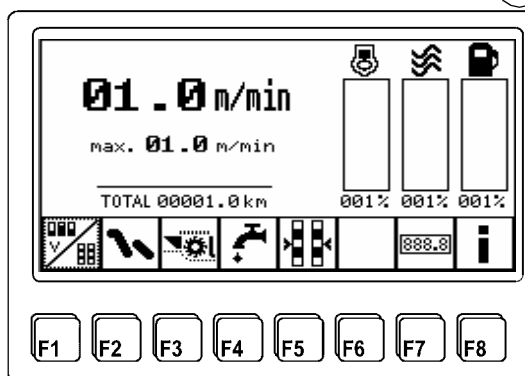 01.0 m/min
max. 01.0 m/min
TOTAL 00001.0 km
001% 001% 001%
V
888.8
i
F1 F2 F3 F4 F5 F6 F7 F8